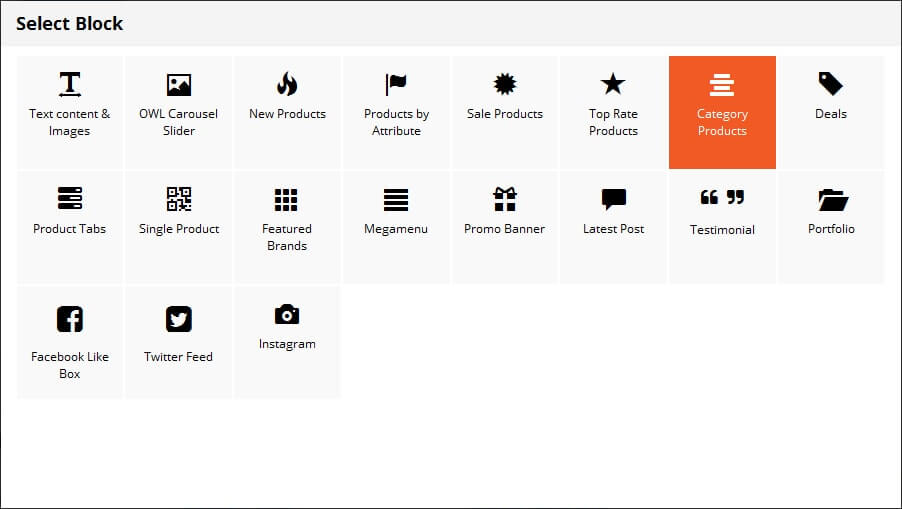 Select Block
Text content &
Images
OWL Carousel
Slider
New Products
Products by
Attribute
Sale Products
Top Rate
Products
Category
Products
Deals
Product Tabs
Single Product
Featured
Brands
Megamenu
Promo Banner
Latest Post
Testimonial
Portfolio
Facebook Like
Box
Twitter Feed
Instagram